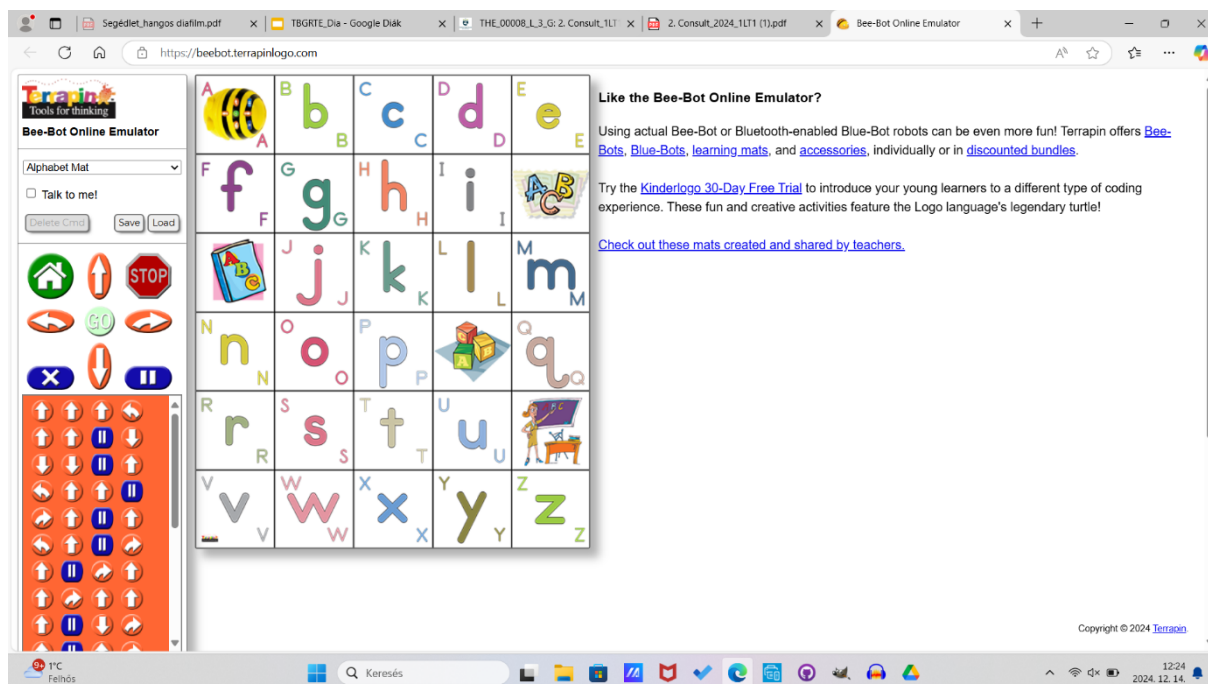 Segédlet_hangos diafilm.pdf
TBGRTE_Dia - Google Diák
THE_00008_L_3_G: 2. Consult_1LT
2. Consult_2024_1LT1 (1).pdf
Bee-Bot Online Emulator
https://beebot.terrapinlogo.com
Terrapin
Tools for thinking
Bee-Bot Online Emulator
Alphabet Mat
Talk to me!
Delete Cmd
Save
Load
STOP
GO
A A
B b B
C c C
D d D
E e E
F f F
G g G
H h H
I i I
A B C
A B C
J j J
K k K
L l L
M m M
N n N
O o O
P p P
Q q Q
R r R
S s S
T t T
U u U
V v V
W w W
X x X
Y y Y
Z z Z
Like the Bee-Bot Online Emulator?
Using actual Bee-Bot or Bluetooth-enabled Blue-Bot robots can be even more fun! Terrapin offers Bee-
Bots, Blue-Bots, learning mats, and accessories, individually or in discounted bundles.
Try the Kinderlogo 30-Day Free Trial to introduce your young learners to a different type of coding
experience. These fun and creative activities feature the Logo language's legendary turtle!
Check out these mats created and shared by teachers.
Copyright © 2024 Terrapin.
9+
1°C
Felhős
Keresés
12:24
2024. 12. 14.